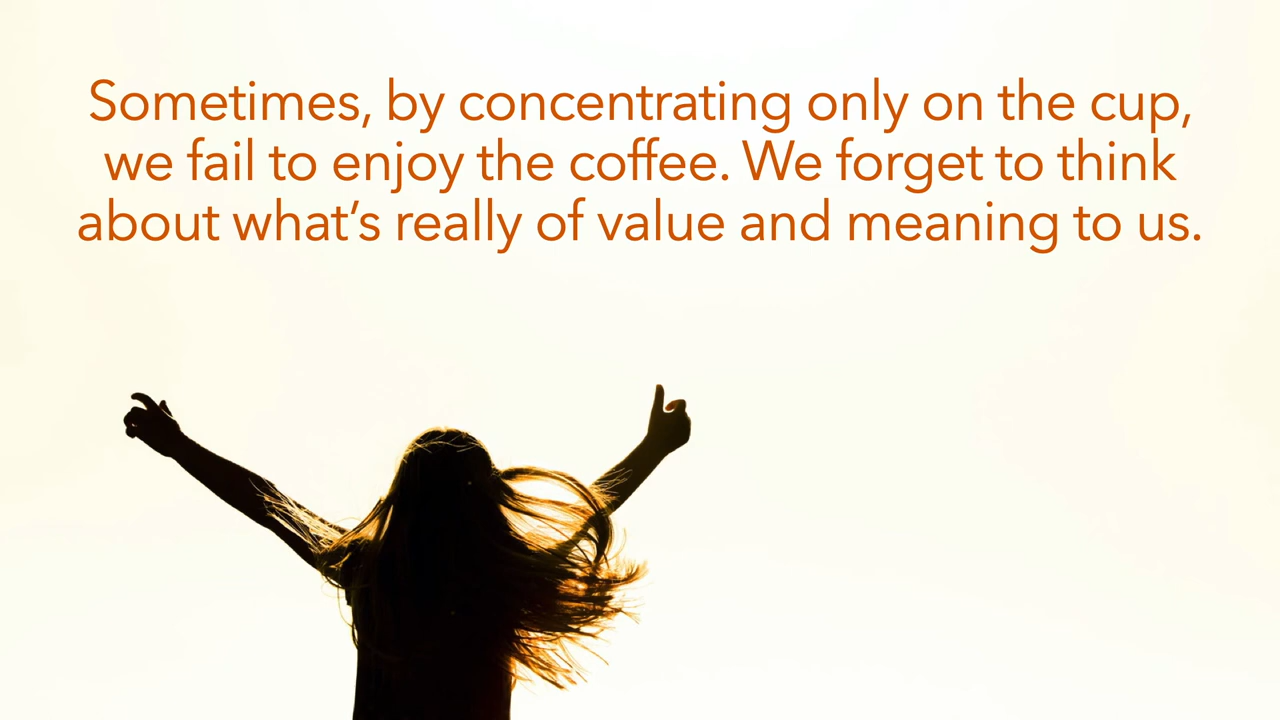 Sometimes, by concentrating only on the cup,
we fail to enjoy the coffee. We forget to think
about what’s really of value and meaning to us.